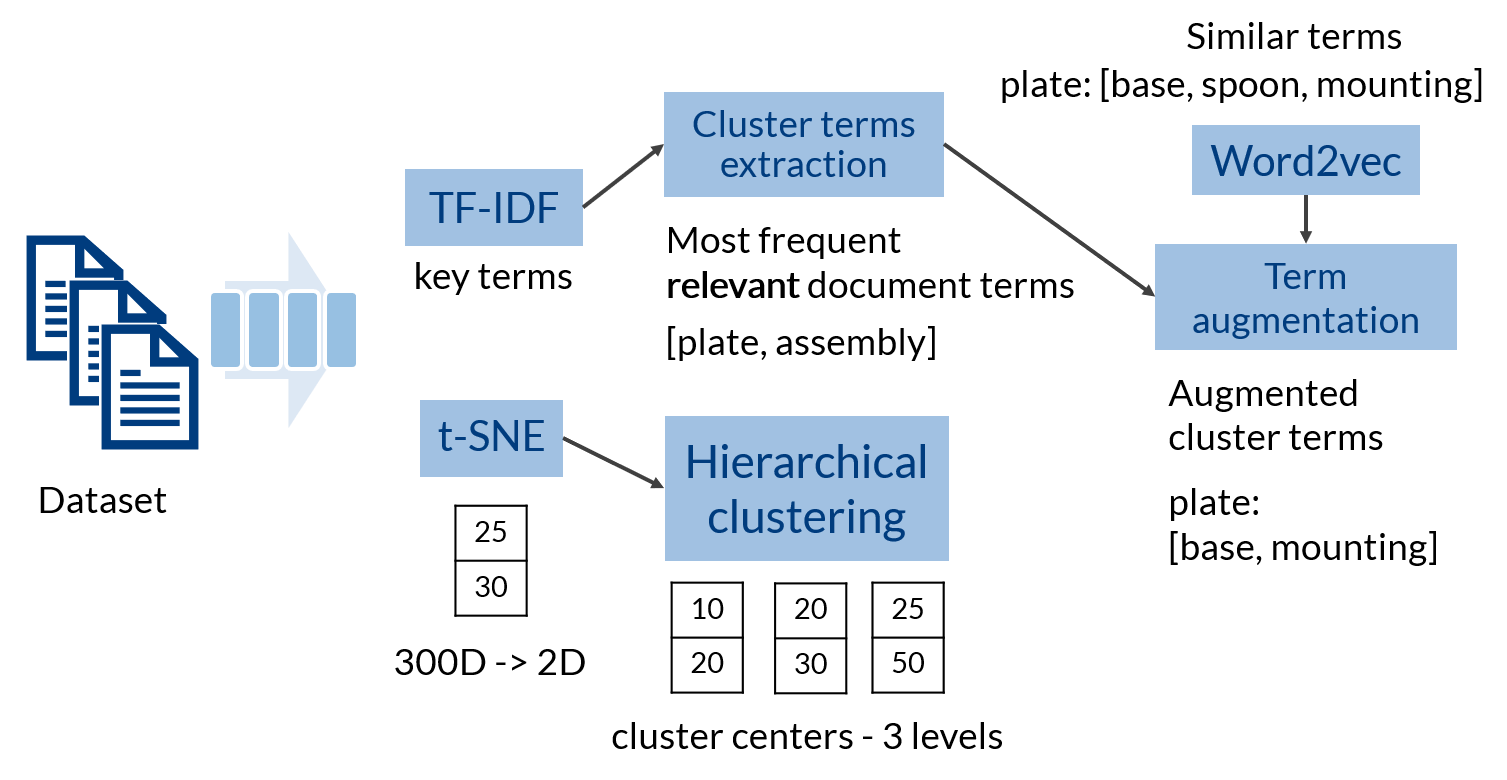 Similar terms
plate: [base, spoon, mounting]
Word2vec
Cluster terms
extraction
TF-IDF
key terms
Most frequent
relevant document terms
[plate, assembly]
Term
augmentation
Augmented
cluster terms
plate:
[base, mounting]
Dataset
t-SNE
25
30
300D -> 2D
Hierarchical
clustering
10 20 25
20 30 50
cluster centers - 3 levels